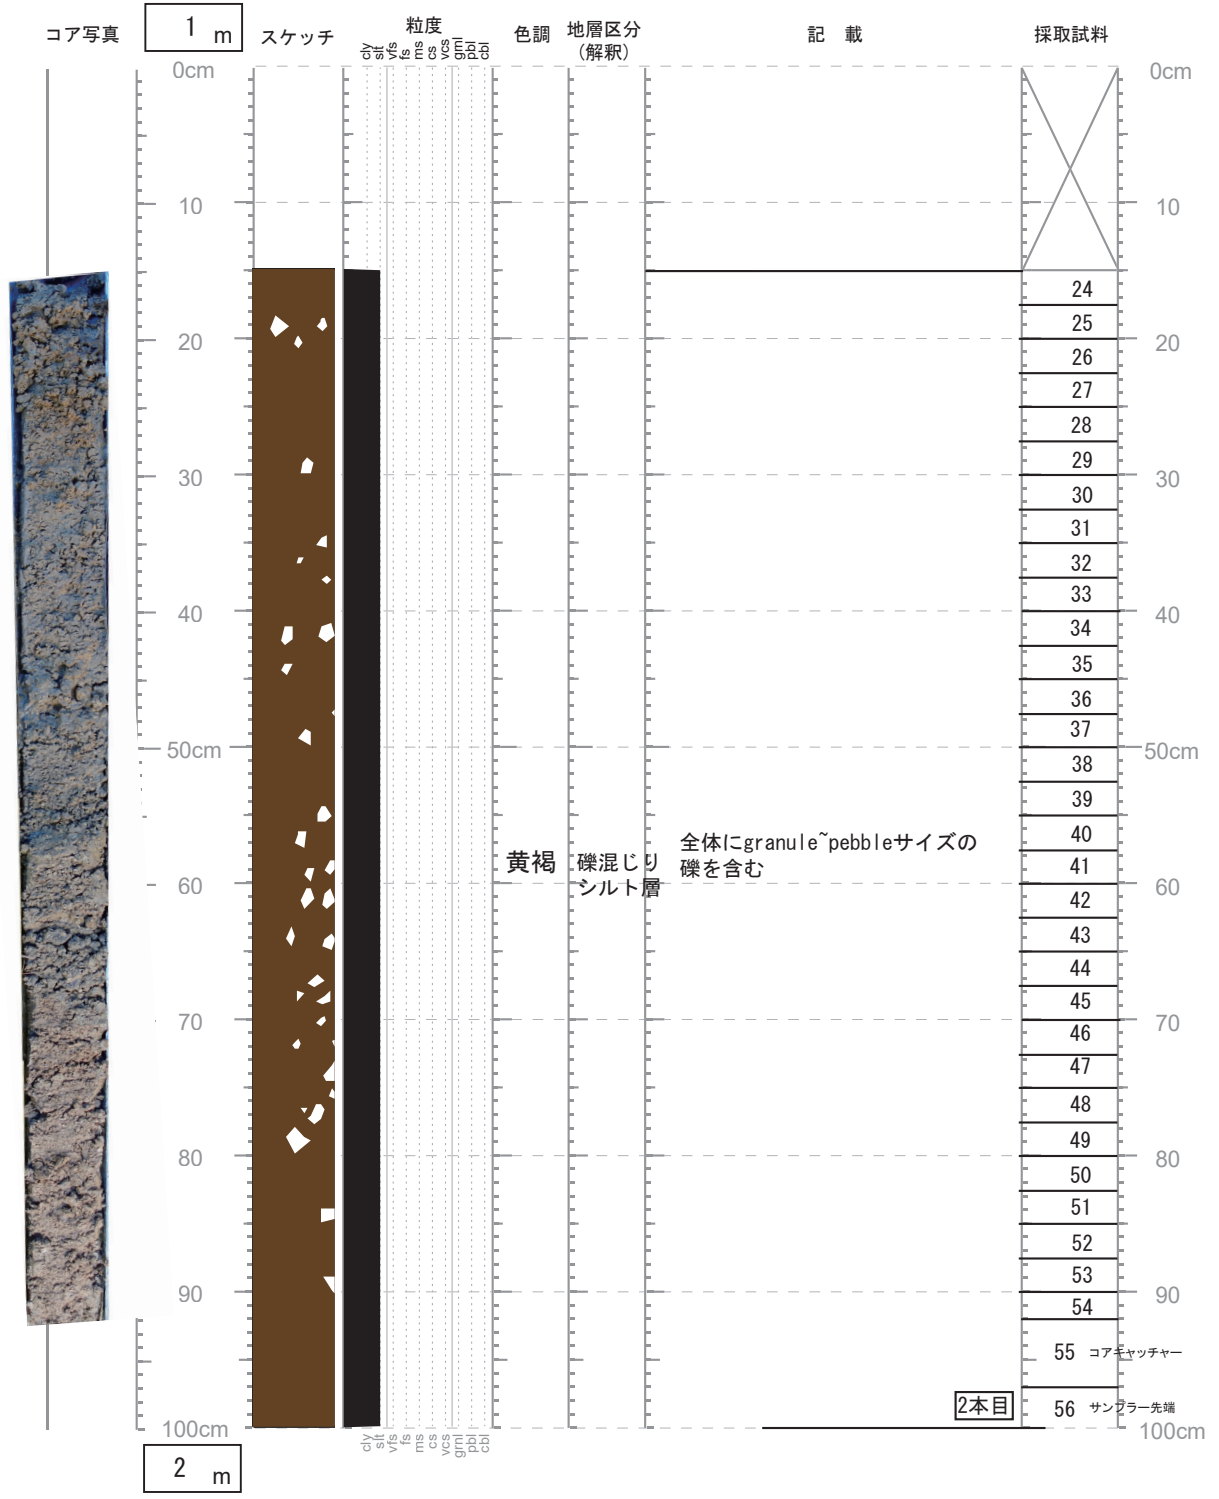 コア写真
1 m
スケッチ
粒度
色調
地層区分
(解釈)
記 載
採取試料
cly
slt
vfs
fs
ms
cs
vcs
grnl
pbl
cbl
0cm
0cm
10
10
20
20
30
30
40
40
50cm
50cm
60
60
70
70
80
80
90
90
100cm
100cm
24
25
26
27
28
29
30
31
32
33
34
35
36
37
38
39
40
41
42
43
44
45
46
47
48
49
50
51
52
53
54
55 コアキャッチャー
56 サンプラー先端
黄褐
礫混じり
シルト層
全体にgranule~pebbleサイズの
礫を含む
2本目
cly
slt
vfs
fs
ms
cs
vcs
grnl
pbl
cbl
2 m